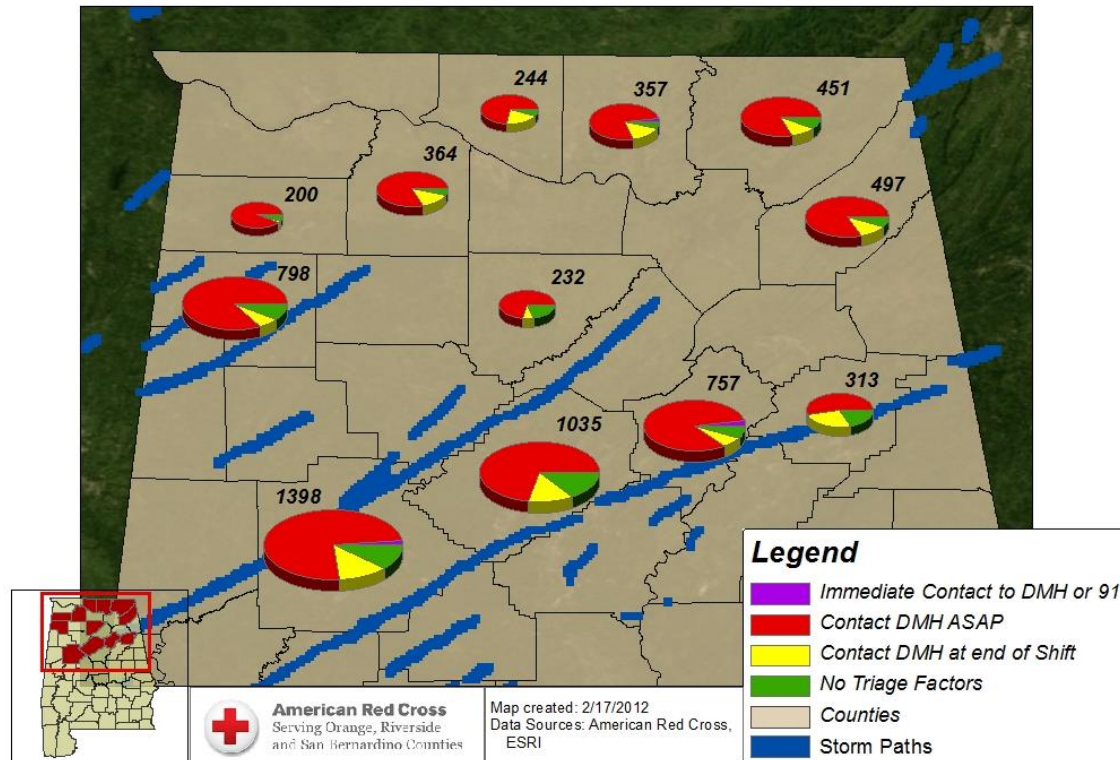 244
357
451
364
200
497
798
232
757
313
1035
1398
Legend
Immediate Contact to DMH or 91
Contact DMH ASAP
Contact DMH at end of Shift
No Triage Factors
Counties
Storm Paths
American Red Cross
Serving Orange, Riverside
and San Bernardino Counties
Map created: 2/17/2012
Data Sources: American Red Cross,
ESRI